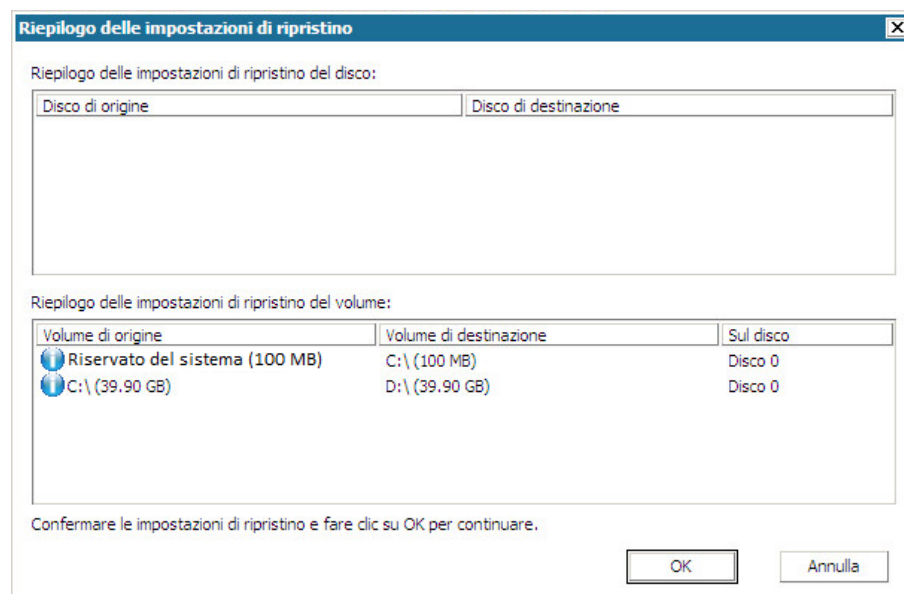 Riepilogo delle impostazioni di ripristino
Riepilogo delle impostazioni di ripristino del disco:
Disco di origine Disco di destinazione
Riepilogo delle impostazioni di ripristino del volume:
Volume di origine Volume di destinazione Sul disco
Riservato del sistema (100 MB) C:\ (100 MB) Disco 0
C:\ (39.90 GB) D:\ (39.90 GB) Disco 0
Confermare le impostazioni di ripristino e fare clic su OK per continuare.
OK Annulla